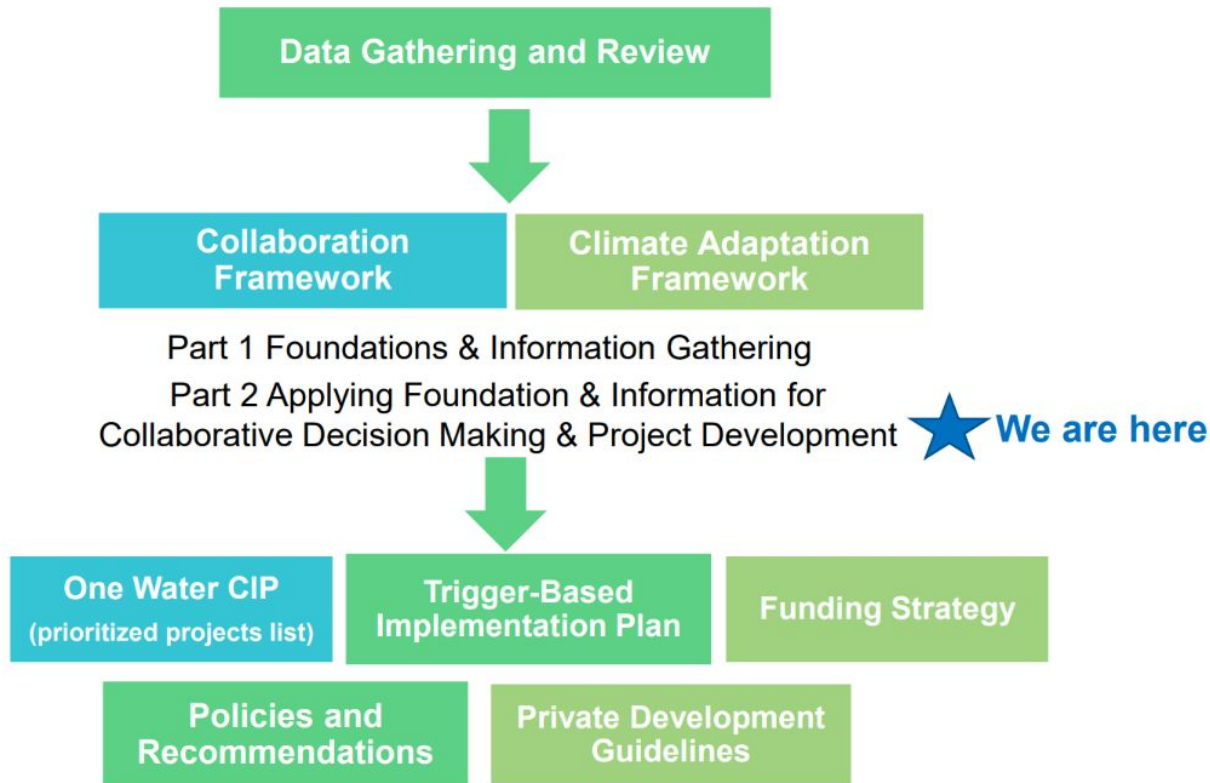 Data Gathering and Review
Collaboration
Framework
Climate Adaptation
Framework
Part 1 Foundations & Information Gathering
Part 2 Applying Foundation & Information for
Collaborative Decision Making & Project Development
We are here
One Water CIP
(prioritized projects list)
Trigger-Based
Implementation Plan
Funding Strategy
Policies and
Recommendations
Private Development
Guidelines